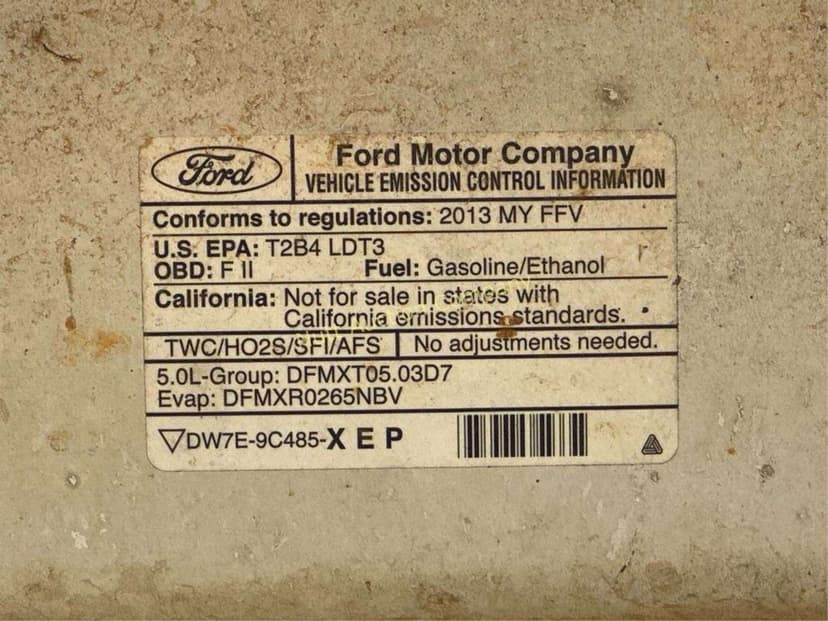 Ford
Ford Motor Company
VEHICLE EMISSION CONTROL INFORMATION
Conforms to regulations: 2013 MY FFV
U.S. EPA: T2B4 LDT3
OBD: F II Fuel: Gasoline/Ethanol
California: Not for sale in states with
California emissions standards.
TWC/HO2S/SFI/AFS No adjustments needed.
5.0L-Group: DFMXT05.03D7
Evap: DFMXR0265NBV
DW7E-9C485-X E P